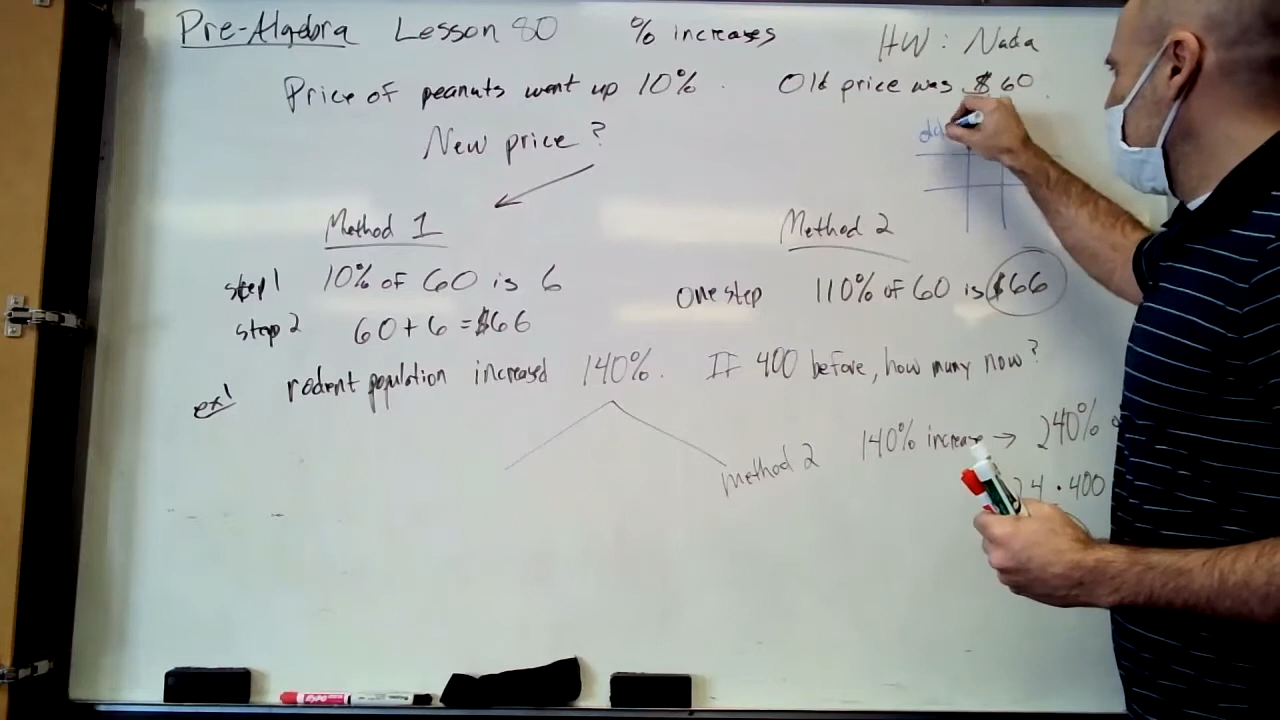 Pre-Algebra Lesson 80 % increases HW: Nada
Price of peanuts went up 10%. Old price was $60.
New price?
old
Method 1
Method 2
step 1 10% of 60 is 6
One step 110% of 60 is $66
step 2 60 + 6 = $66
ex/ rodent population increased 140%. If 400 before, how many now?
Method 2 140% increase → 240%
24 · 400
EXPO